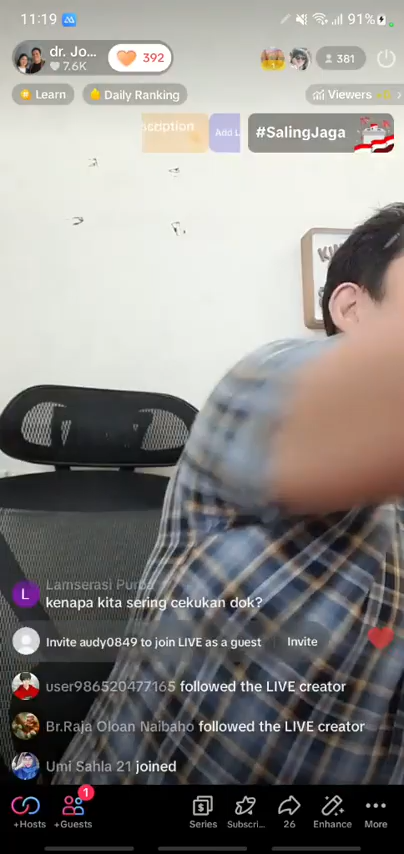 11:19
91%
dr. Jo...
7.6K
392
381
Learn
Daily Ranking
Viewers
scription
Add L
#SalingJaga
Lamserasi Purba
kenapa kita sering cekukan dok?
Invite audy0849 to join LIVE as a guest
Invite
user986520477165 followed the LIVE creator
Br.Raja Oloan Naibaho followed the LIVE creator
Umi Sahla 21 joined
1
+Hosts
+Guests
Series
Subscri...
26
Enhance
More